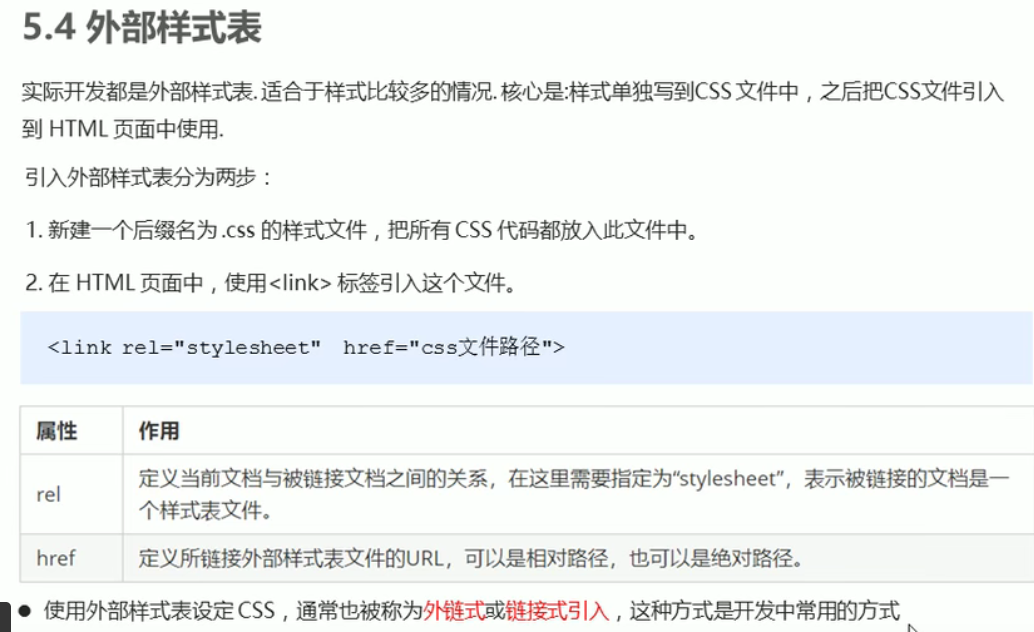 5.4 外部样式表
实际开发都是外部样式表. 适合于样式比较多的情况. 核心是:样式单独写到CSS 文件中，之后把CSS文件引入
到 HTML 页面中使用.
引入外部样式表分为两步：
1. 新建一个后缀名为 .css 的样式文件，把所有 CSS 代码都放入此文件中。
2. 在 HTML 页面中，使用<link> 标签引入这个文件。
<link rel="stylesheet"  href="css文件路径">
属性 作用
rel 定义当前文档与被链接文档之间的关系，在这里需要指定为“stylesheet”，表示被链接的文档是一
个样式表文件。
href 定义所链接外部样式表文件的URL，可以是相对路径，也可以是绝对路径。
● 使用外部样式表设定 CSS，通常也被称为外链式或链接式引入，这种方式是开发中常用的方式